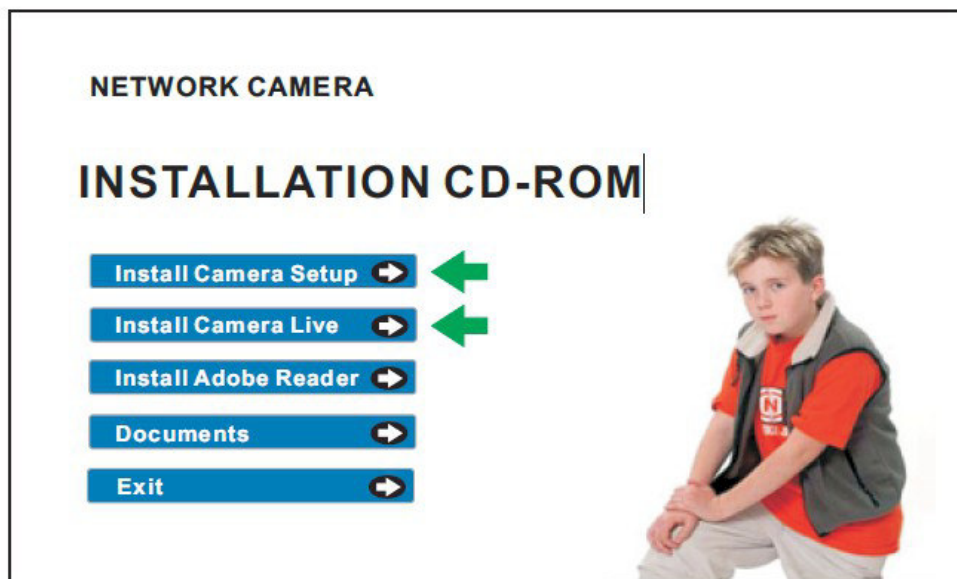 NETWORK CAMERA
INSTALLATION CD-ROM
Install Camera Setup
Install Camera Live
Install Adobe Reader
Documents
Exit
N